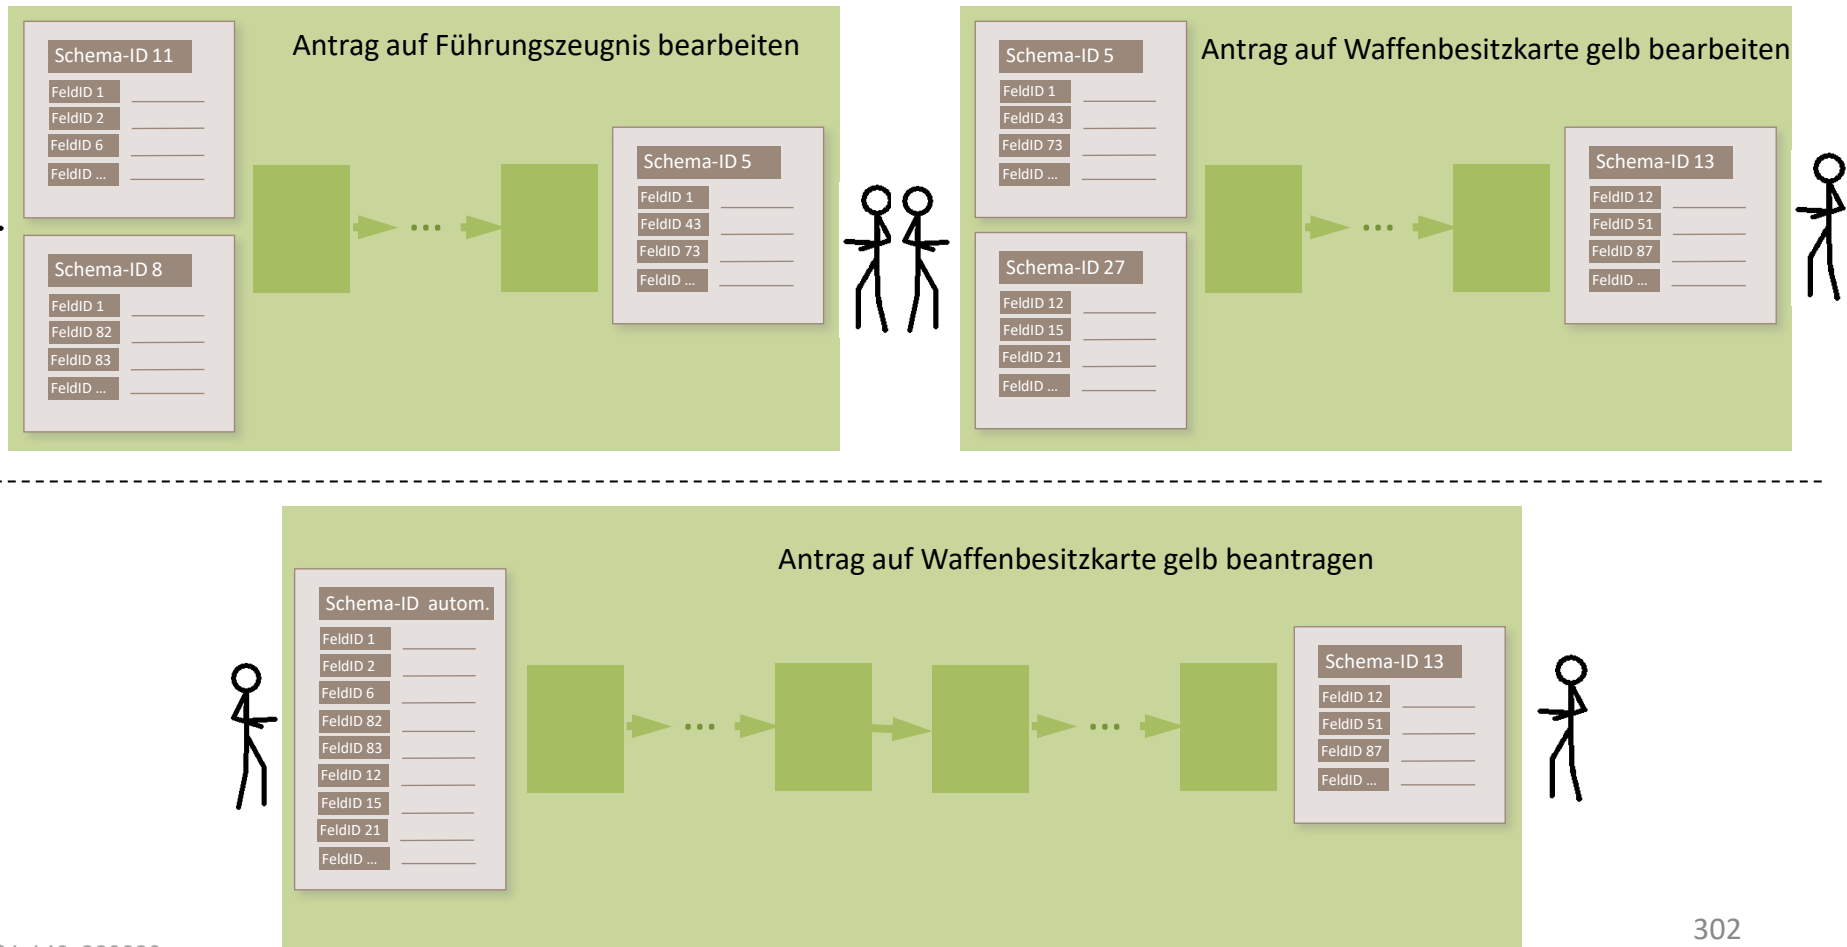 Antrag auf Führungszeugnis bearbeiten
Schema-ID 11
FeldID 1
FeldID 2
FeldID 6
FeldID ...
Schema-ID 8
FeldID 1
FeldID 82
FeldID 83
FeldID ...
Schema-ID 5
FeldID 1
FeldID 43
FeldID 73
FeldID ...
Antrag auf Waffenbesitzkarte gelb bearbeiten
Schema-ID 5
FeldID 1
FeldID 43
FeldID 73
FeldID ...
Schema-ID 27
FeldID 12
FeldID 15
FeldID 21
FeldID ...
Schema-ID 13
FeldID 12
FeldID 51
FeldID 87
FeldID ...
Antrag auf Waffenbesitzkarte gelb beantragen
Schema-ID autom.
FeldID 1
FeldID 2
FeldID 6
FeldID 82
FeldID 83
FeldID 12
FeldID 15
FeldID 21
FeldID ...
Schema-ID 13
FeldID 12
FeldID 51
FeldID 87
FeldID ...
302